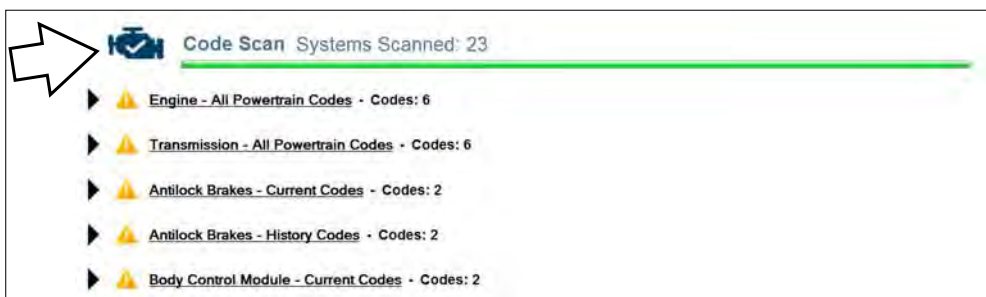 Code Scan Systems Scanned: 23
Engine - All Powertrain Codes - Codes: 6
Transmission - All Powertrain Codes - Codes: 6
Antilock Brakes - Current Codes - Codes: 2
Antilock Brakes - History Codes - Codes: 2
Body Control Module - Current Codes - Codes: 2